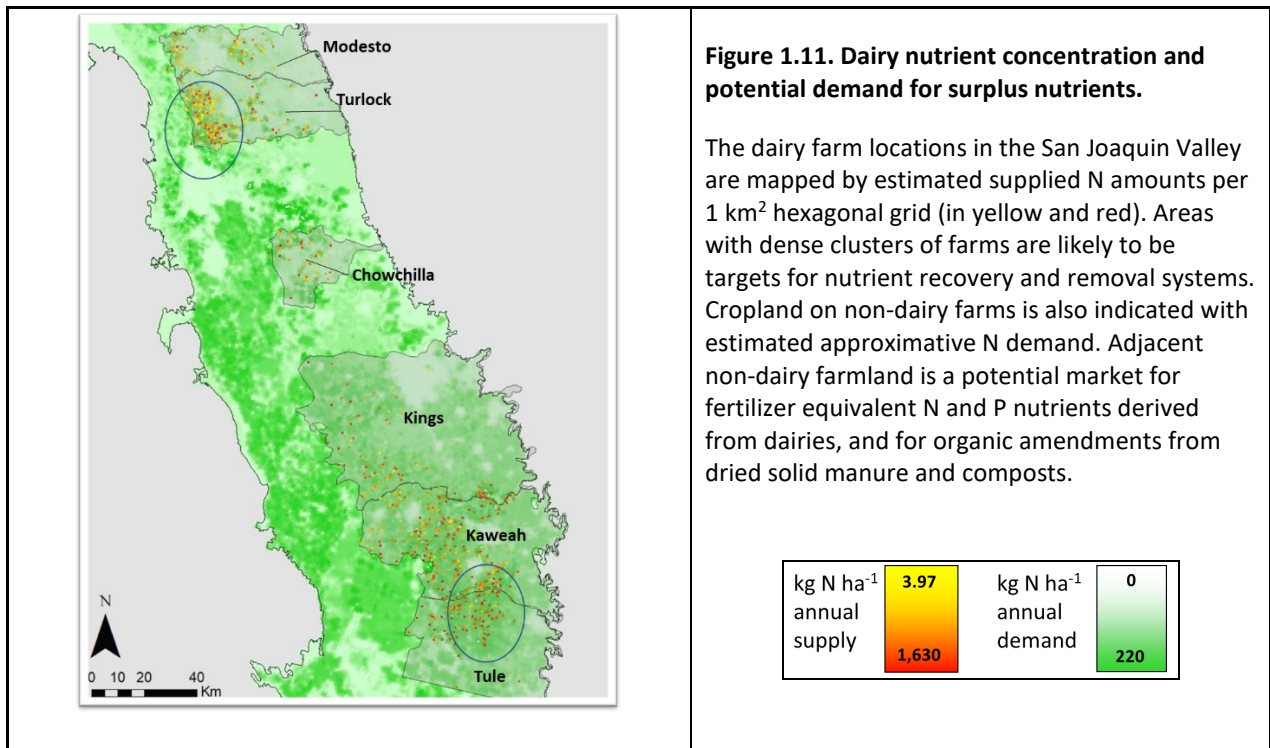 Modesto
Turlock
Chowchilla
Kings
Kaweah
Tule
N
0 10 20 40
Km
Figure 1.11. Dairy nutrient concentration and
potential demand for surplus nutrients.
The dairy farm locations in the San Joaquin Valley
are mapped by estimated supplied N amounts per
1 km² hexagonal grid (in yellow and red). Areas
with dense clusters of farms are likely to be
targets for nutrient recovery and removal systems.
Cropland on non-dairy farms is also indicated with
estimated approximative N demand. Adjacent
non-dairy farmland is a potential market for
fertilizer equivalent N and P nutrients derived
from dairies, and for organic amendments from
dried solid manure and composts.
kg N ha⁻¹
annual
supply
3.97
1,630
kg N ha⁻¹
annual
demand
0
220